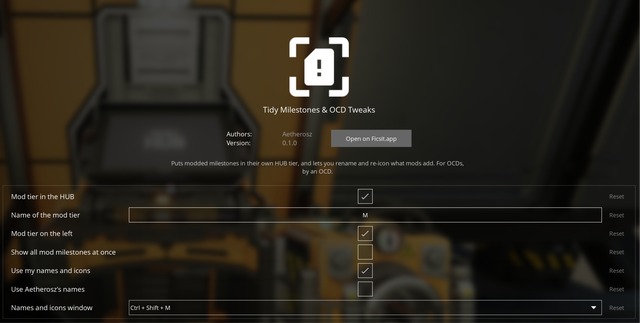 Tidy Milestones & OCD Tweaks
Authors: Aetherosz
Version: 0.1.0
Open on Ficsit.app
Puts modded milestones in their own HUB tier, and lets you rename and re-icon what mods add. For OCDs,
by an OCD.
Mod tier in the HUB Reset
Name of the mod tier M Reset
Mod tier on the left Reset
Show all mod milestones at once Reset
Use my names and icons Reset
Use Aetherosz's names Reset
Names and icons window Ctrl + Shift + M Reset